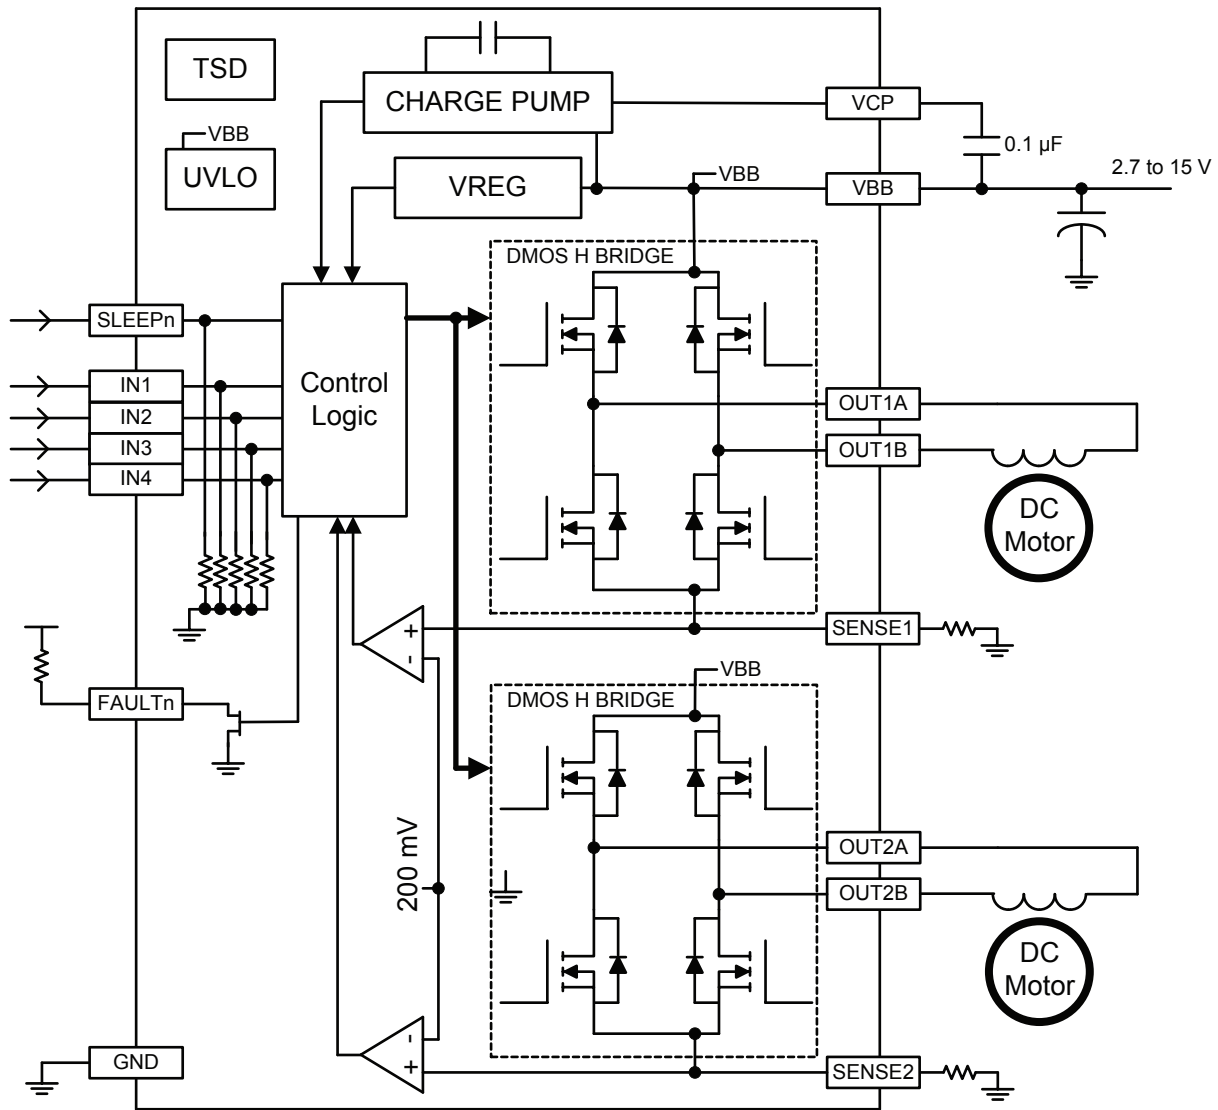 TSD
CHARGE PUMP
VCP
0.1 µF
VBB
UVLO
VREG
VBB
VBB
2.7 to 15 V
DMOS H BRIDGE
SLEEPn
IN1
IN2
IN3
IN4
Control
Logic
OUT1A
OUT1B
DC
Motor
+
-
SENSE1
FAULTn
VBB
DMOS H BRIDGE
200 mV
OUT2A
OUT2B
DC
Motor
-
+
GND
SENSE2